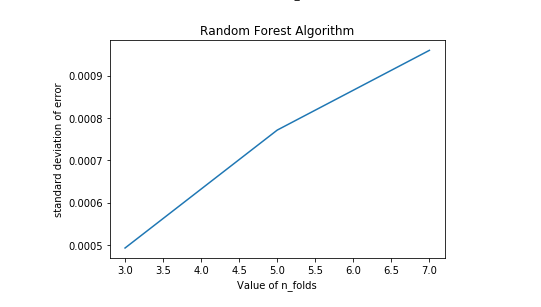 Random Forest Algorithm
standard deviation of error
0.0009
0.0008
0.0007
0.0006
0.0005
3.0 3.5 4.0 4.5 5.0 5.5 6.0 6.5 7.0
Value of n_folds